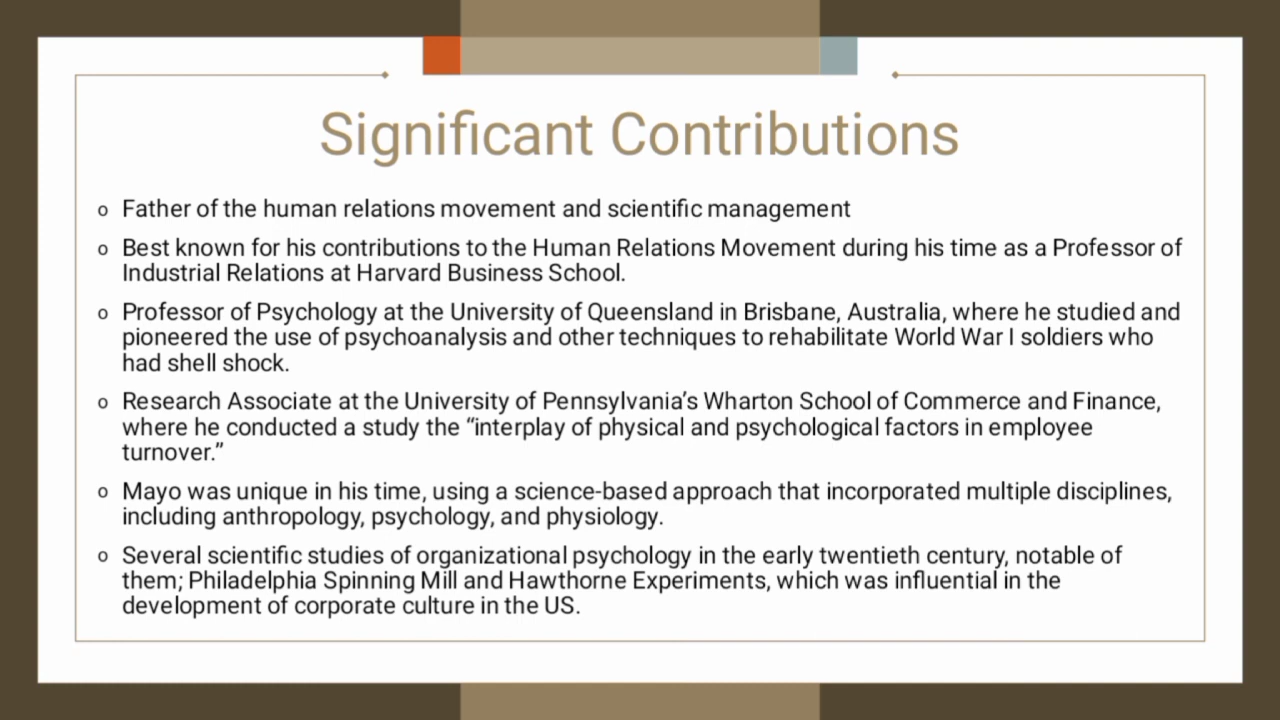 Significant Contributions
o Father of the human relations movement and scientific management
o Best known for his contributions to the Human Relations Movement during his time as a Professor of
Industrial Relations at Harvard Business School.
o Professor of Psychology at the University of Queensland in Brisbane, Australia, where he studied and
pioneered the use of psychoanalysis and other techniques to rehabilitate World War I soldiers who
had shell shock.
o Research Associate at the University of Pennsylvania’s Wharton School of Commerce and Finance,
where he conducted a study the “interplay of physical and psychological factors in employee
turnover.”
o Mayo was unique in his time, using a science-based approach that incorporated multiple disciplines,
including anthropology, psychology, and physiology.
o Several scientific studies of organizational psychology in the early twentieth century, notable of
them; Philadelphia Spinning Mill and Hawthorne Experiments, which was influential in the
development of corporate culture in the US.